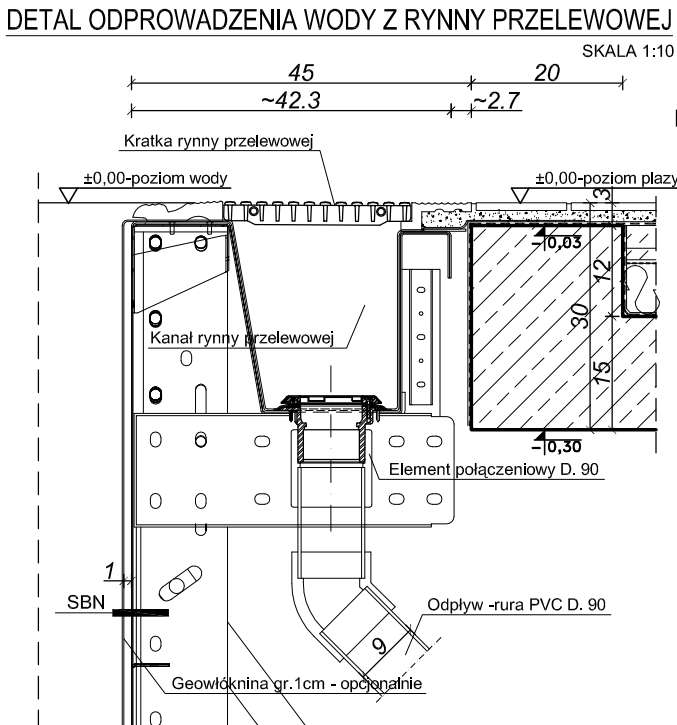 DETAL ODPROWADZENIA WODY Z RYNNY PRZELEWOWEJ
SKALA 1:10
45
20
~42.3
~2.7
Kratka rynny przelewowej
±0,00-poziom wody
±0,00-poziom plazy
3
-0,03
12
30
Kanał rynny przelewowej
15
-0,30
Element połączeniowy D. 90
1
SBN
Odpływ -rura PVC D. 90
9
Geowłóknina gr.1cm - opcjonalnie